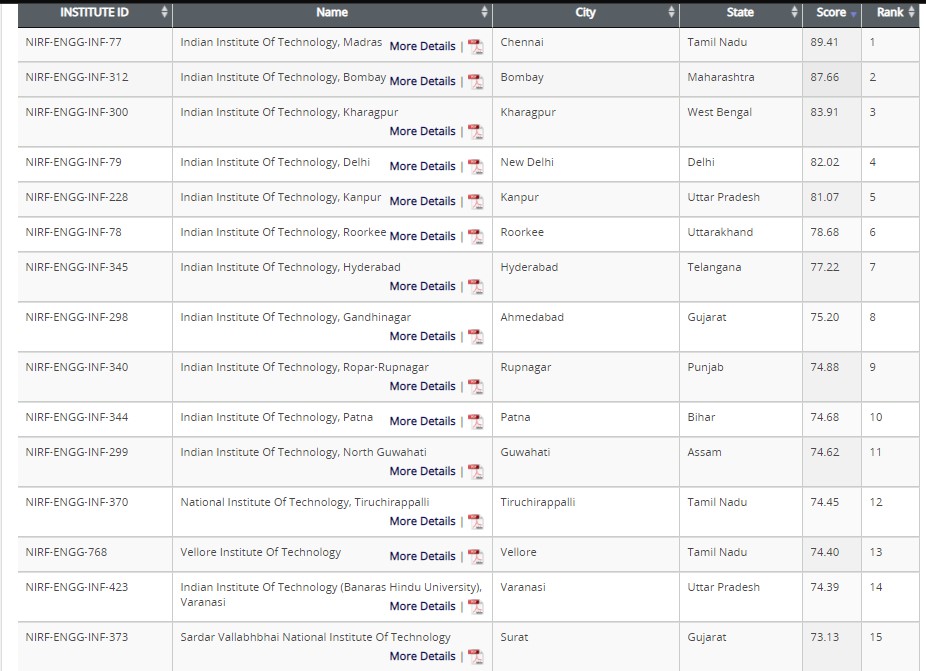 INSTITUTE ID Name City State Score Rank
NIRF-ENGG-INF-77 Indian Institute Of Technology, Madras More Details | Chennai Tamil Nadu 89.41 1
NIRF-ENGG-INF-312 Indian Institute Of Technology, Bombay More Details | Bombay Maharashtra 87.66 2
NIRF-ENGG-INF-300 Indian Institute Of Technology, Kharagpur Kharagpur West Bengal 83.91 3
More Details |
NIRF-ENGG-INF-79 Indian Institute Of Technology, Delhi More Details | New Delhi Delhi 82.02 4
NIRF-ENGG-INF-228 Indian Institute Of Technology, Kanpur More Details | Kanpur Uttar Pradesh 81.07 5
NIRF-ENGG-INF-78 Indian Institute Of Technology, Roorkee More Details | Roorkee Uttarakhand 78.68 6
NIRF-ENGG-INF-345 Indian Institute Of Technology, Hyderabad Hyderabad Telangana 77.22 7
More Details |
NIRF-ENGG-INF-298 Indian Institute Of Technology, Gandhinagar Ahmedabad Gujarat 75.20 8
More Details |
NIRF-ENGG-INF-340 Indian Institute Of Technology, Ropar-Rupnagar Rupnagar Punjab 74.88 9
More Details |
NIRF-ENGG-INF-344 Indian Institute Of Technology, Patna More Details | Patna Bihar 74.68 10
NIRF-ENGG-INF-299 Indian Institute Of Technology, North Guwahati Guwahati Assam 74.62 11
More Details |
NIRF-ENGG-INF-370 National Institute Of Technology, Tiruchirappalli Tiruchirappalli Tamil Nadu 74.45 12
More Details |
NIRF-ENGG-768 Vellore Institute Of Technology More Details | Vellore Tamil Nadu 74.40 13
NIRF-ENGG-INF-423 Indian Institute Of Technology (Banaras Hindu University), Varanasi Uttar Pradesh 74.39 14
Varanasi More Details |
NIRF-ENGG-INF-373 Sardar Vallabhbhai National Institute Of Technology Surat Gujarat 73.13 15
More Details |